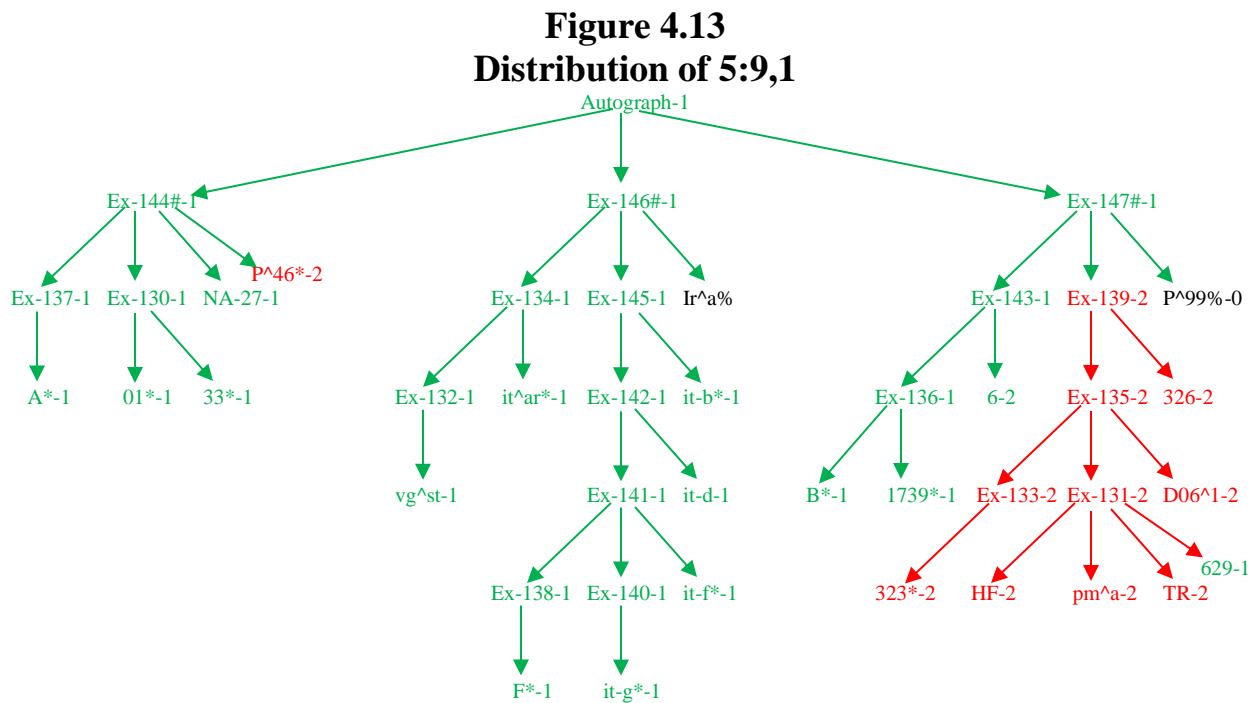 Figure 4.13
Distribution of 5:9,1
Autograph-1
Ex-144#-1 Ex-146#-1 Ex-147#-1
P^46*-2
Ex-137-1 Ex-130-1 NA-27-1 Ex-134-1 Ex-145-1 Ir^a% Ex-143-1 Ex-139-2 P^99%-0
A*-1 01*-1 33*-1 Ex-132-1 it^ar*-1 Ex-142-1 it-b*-1 Ex-136-1 6-2 Ex-135-2 326-2
vg^st-1 Ex-141-1 it-d-1 B*-1 1739*-1 Ex-133-2 Ex-131-2 D06^1-2
629-1
Ex-138-1 Ex-140-1 it-f*-1 323*-2 HF-2 pm^a-2 TR-2
F*-1 it-g*-1